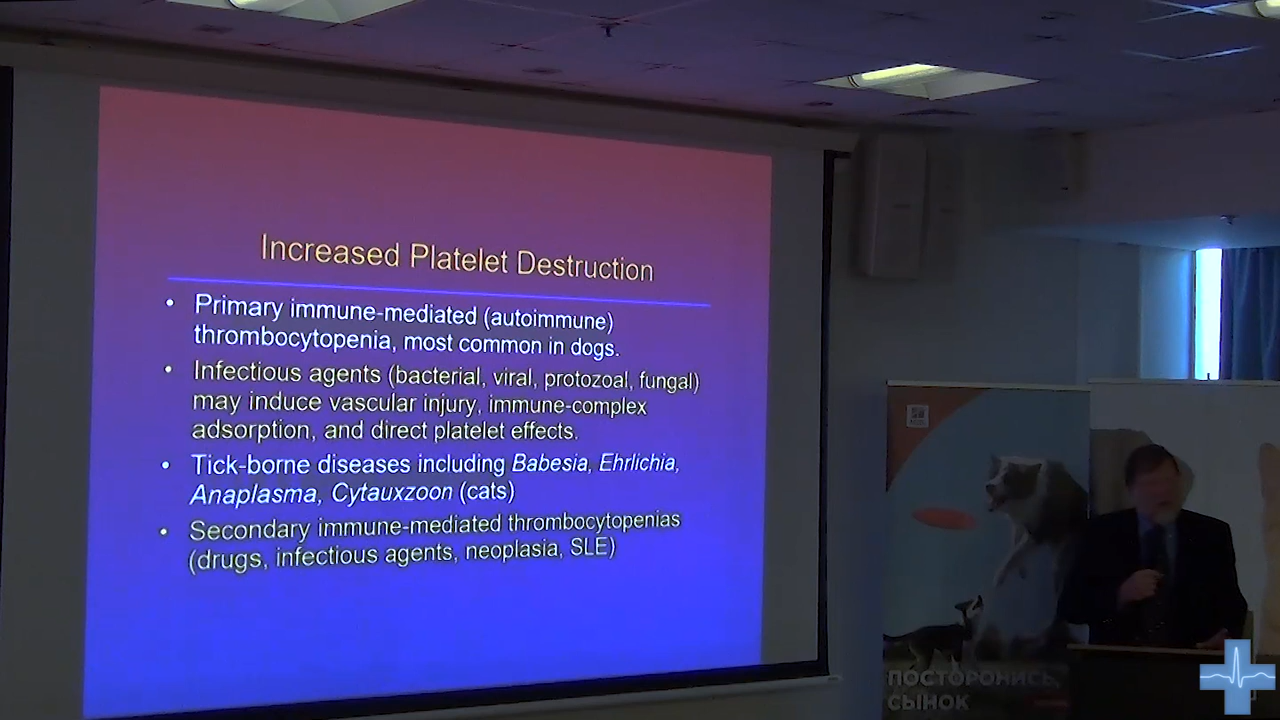 Increased Platelet Destruction
• Primary immune-mediated (autoimmune)
thrombocytopenia, most common in dogs.
• Infectious agents (bacterial, viral, protozoal, fungal)
may induce vascular injury, immune-complex
adsorption, and direct platelet effects.
• Tick-borne diseases including Babesia, Ehrlichia,
Anaplasma, Cytauxzoon (cats)
• Secondary immune-mediated thrombocytopenias
(drugs, infectious agents, neoplasia, SLE)
ПОСТОРОНИСЬ,
СЫНОК